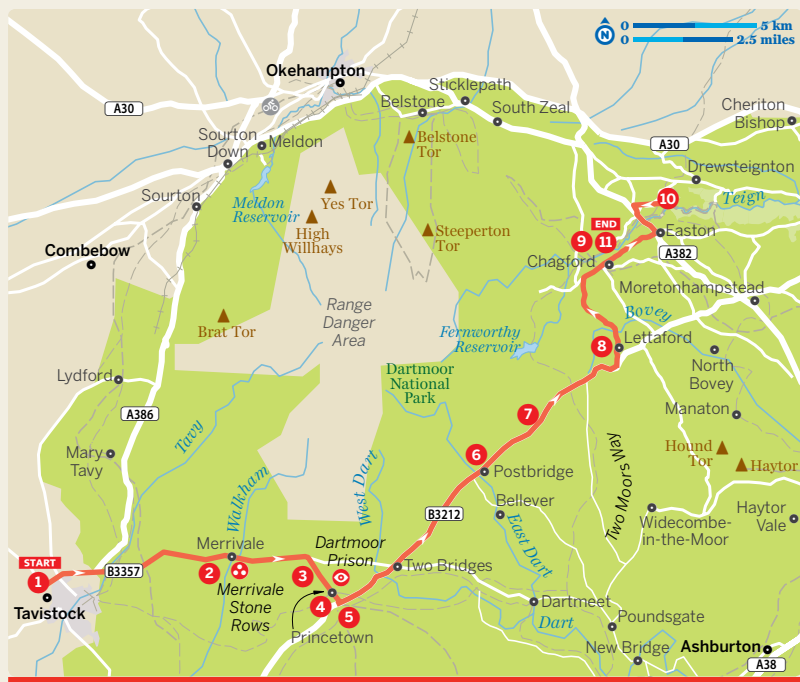 0 5 km
N
0 2.5 miles
Okehampton
Sticklepath
A30
Belstone
South Zeal
Cheriton
Bishop
Sourton
Down
Meldon
Belstone
Tor
A30
Drewsteignton
Sourton
Meldon
Reservoir
Yes Tor
10
Teign
High
Willhays
Steeperton
Tor
END
9
11
Easton
Combebow
Chagford
A382
Moretonhampstead
Range
Danger
Area
Brat Tor
Fernworthy
Reservoir
Bovey
8
Lettaford
Lydford
Dartmoor
National
Park
North
Bovey
A386
7
Manaton
Tavy
Mary
Tavy
6
Two Moors Way
Hound
Tor
Haytor
Postbridge
Walkham
West Dart
Bellever
B3212
East Dart
Widecombe-
in-the-Moor
Haytor
Vale
Merrivale
Dartmoor
Prison
START
1
B3357
2
3
Two Bridges
Merrivale
Stone
Rows
Tavistock
4
5
Dartmeet
Dart
Poundsgate
Princetown
New Bridge
Ashburton
A38